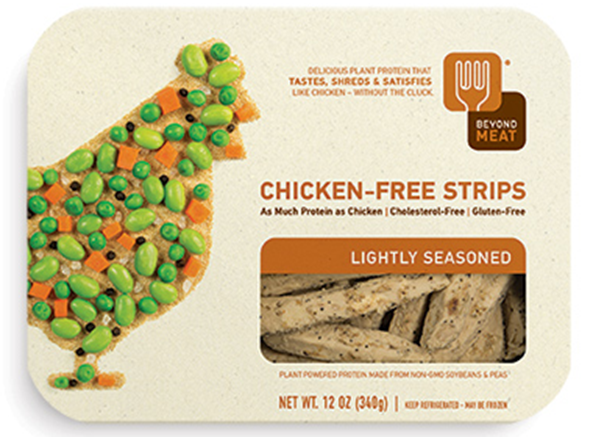 DELICIOUS PLANT PROTEIN THAT
TASTES, SHREDS & SATISFIES
LIKE CHICKEN - WITHOUT THE CLUCK.
®
BEYOND
MEAT
CHICKEN-FREE STRIPS
As Much Protein as Chicken | Cholesterol-Free | Gluten-Free
LIGHTLY SEASONED
PLANT POWERED PROTEIN MADE FROM NON-GMO SOYBEANS & PEAS
NET WT. 12 OZ (340g) | KEEP REFRIGERATED - MAY BE FROZEN